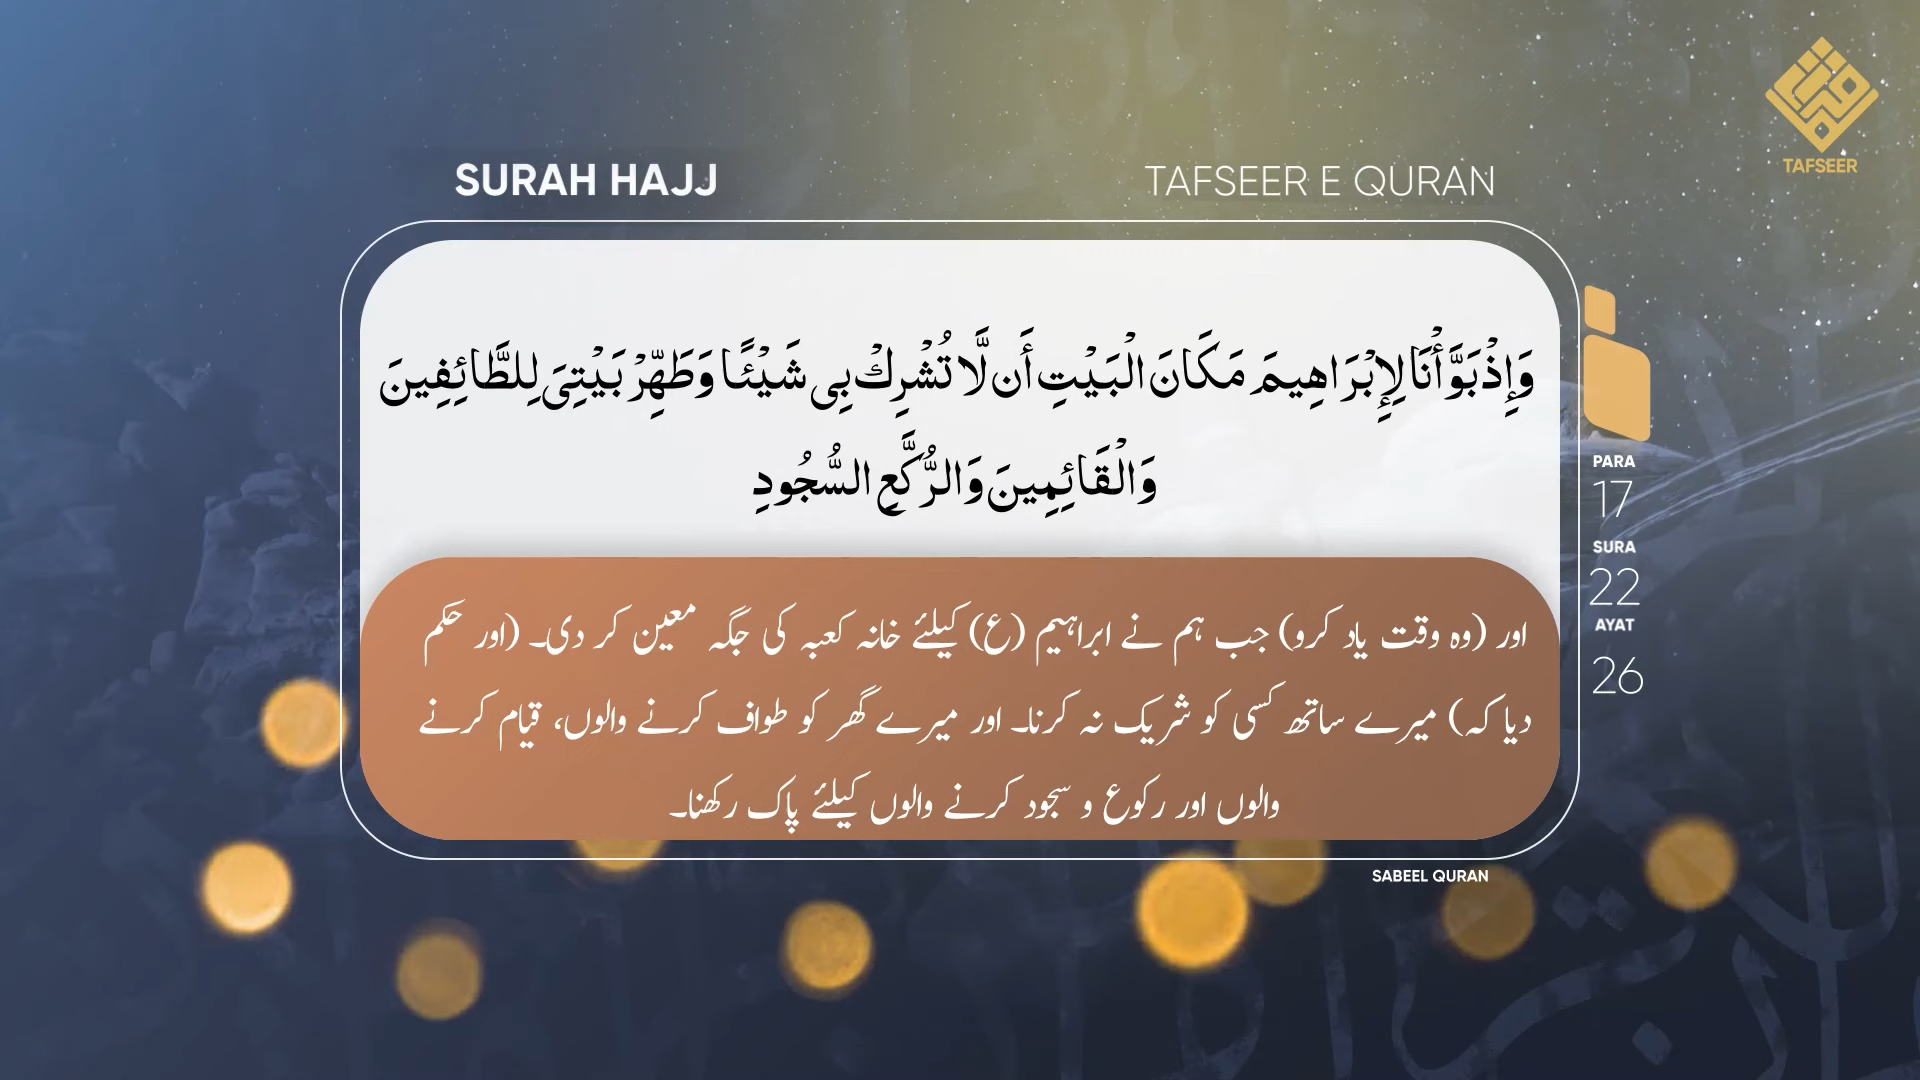 SURAH HAJJ
TAFSEER E QURAN
TAFSEER
وَإِذْ بَوَّأْنَا لِإِبْرَاهِيمَ مَكَانَ الْبَيْتِ أَن لَّا تُشْرِكْ بِي شَيْئًا وَطَهِّرْ بَيْتِيَ لِلطَّائِفِينَ
وَالْقَائِمِينَ وَالرُّكَّعِ السُّجُودِ
اور (وہ وقت یاد کرو) جب ہم نے ابراہیم (ع) کیلئے خانہ کعبہ کی جگہ معین کر دی۔ (اور حکم
دیا کہ) میرے ساتھ کسی کو شریک نہ کرنا۔ اور میرے گھر کو طواف کرنے والوں، قیام کرنے
والوں اور رکوع و سجود کرنے والوں کیلئے پاک رکھنا۔
PARA
17
SURA
22
AYAT
26
SABEEL QURAN